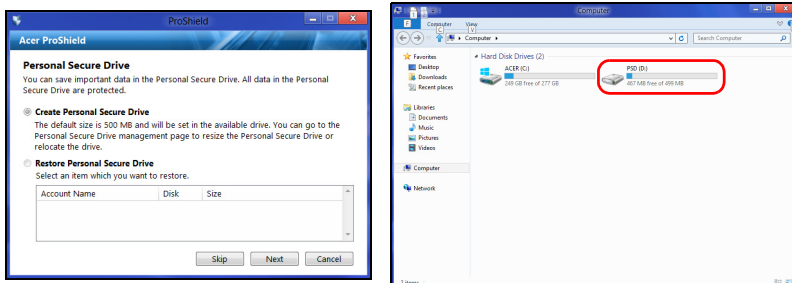 ProShield
Acer ProShield
Personal Secure Drive
You can save important data in the Personal Secure Drive. All data in the Personal
Secure Drive are protected.
Create Personal Secure Drive
The default size is 500 MB and will be set in the available drive. You can go to the
Personal Secure Drive management page to resize the Personal Secure Drive or
relocate the drive.
Restore Personal Secure Drive
Select an item which you want to restore.
Account Name Disk Size
Skip Next Cancel
Computer
F Computer View
C V
Computer
Search Computer
Favorites
Desktop
Downloads
Recent places
Libraries
Documents
Music
Pictures
Videos
Computer
Network
Hard Disk Drives (2)
ACER (C:)
249 GB free of 277 GB
PSD (D:)
467 MB free of 499 MB
2 items